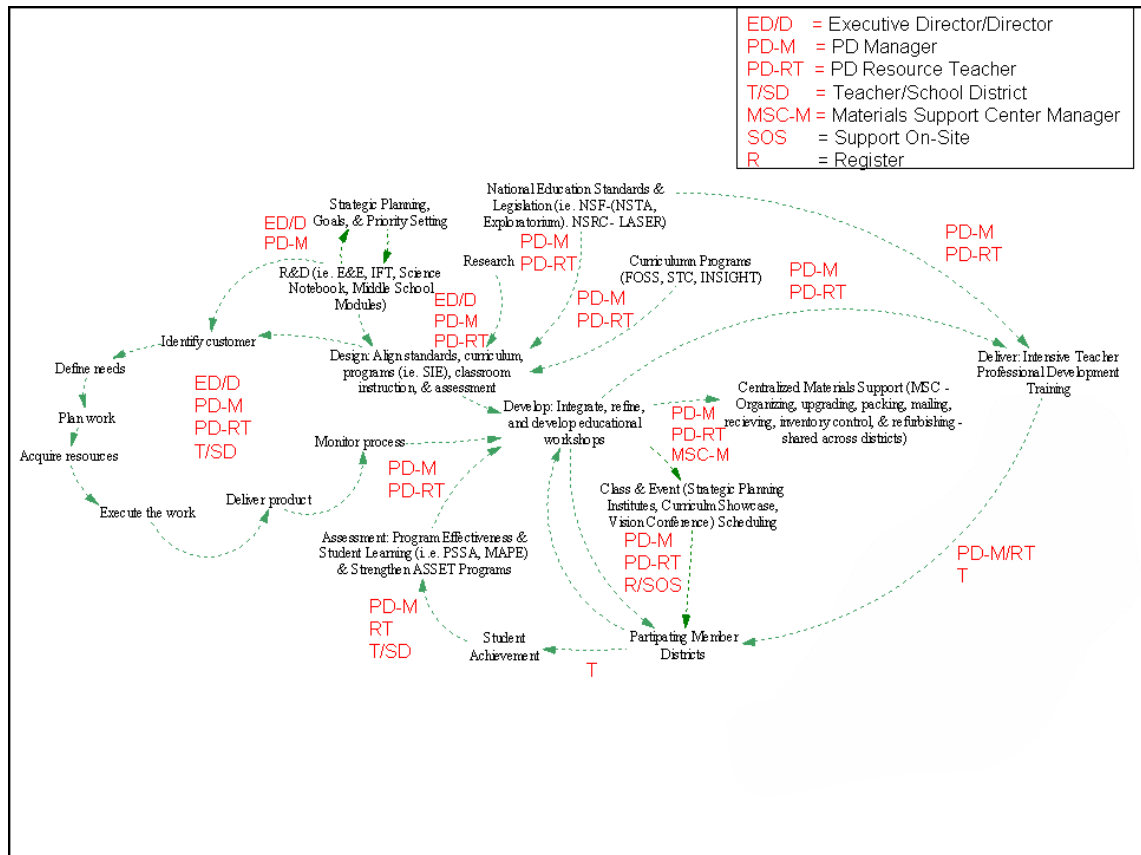 ED/D = Executive Director/Director
PD-M = PD Manager
PD-RT = PD Resource Teacher
T/SD = Teacher/School District
MSC-M = Materials Support Center Manager
SOS = Support On-Site
R = Register
National Education Standards &
Legislation (i.e. NSF-(NSTA,
Exploratorium). NSRC- LASER)
Strategic Planning,
Goals, & Priority Setting
ED/D
PD-M
PD-M
PD-RT
PD-M
PD-RT
Research
Curriculumn Programs
(FOSS, STC, INSIGHT)
PD-M
PD-RT
R&D (i.e. E&E, IFT, Science
Notebook, Middle School
Modules)
ED/D
PD-M
PD-RT
PD-M
PD-RT
Identify customer
Design: Align standards, curriculum,
programs (i.e. SIE), classroom
instruction, & assessment
Deliver: Intensive Teacher
Professional Development
Training
Define needs
ED/D
PD-M
PD-RT
T/SD
Centralized Materials Support (MSC -
Organizing, upgrading, packing, mailing,
recieving, inventory control, & refurbishing -
shared across districts)
Develop: Integrate, refine,
and develop educational
workshops
PD-M
PD-RT
MSC-M
Plan work
Monitor process
Acquire resources
PD-M
PD-RT
Deliver product
Execute the work
Class & Event (Strategic Planning
Institutes, Curriculm Showcase,
Vision Conference) Scheduling
Assessment: Program Effectiveness &
Student Learning (i.e. PSSA, MAPE)
& Strengthen ASSET Programs
PD-M
PD-RT
R/SOS
PD-M/RT
T
PD-M
RT
T/SD
Student
Achievement
Partipating Member
Districts
T